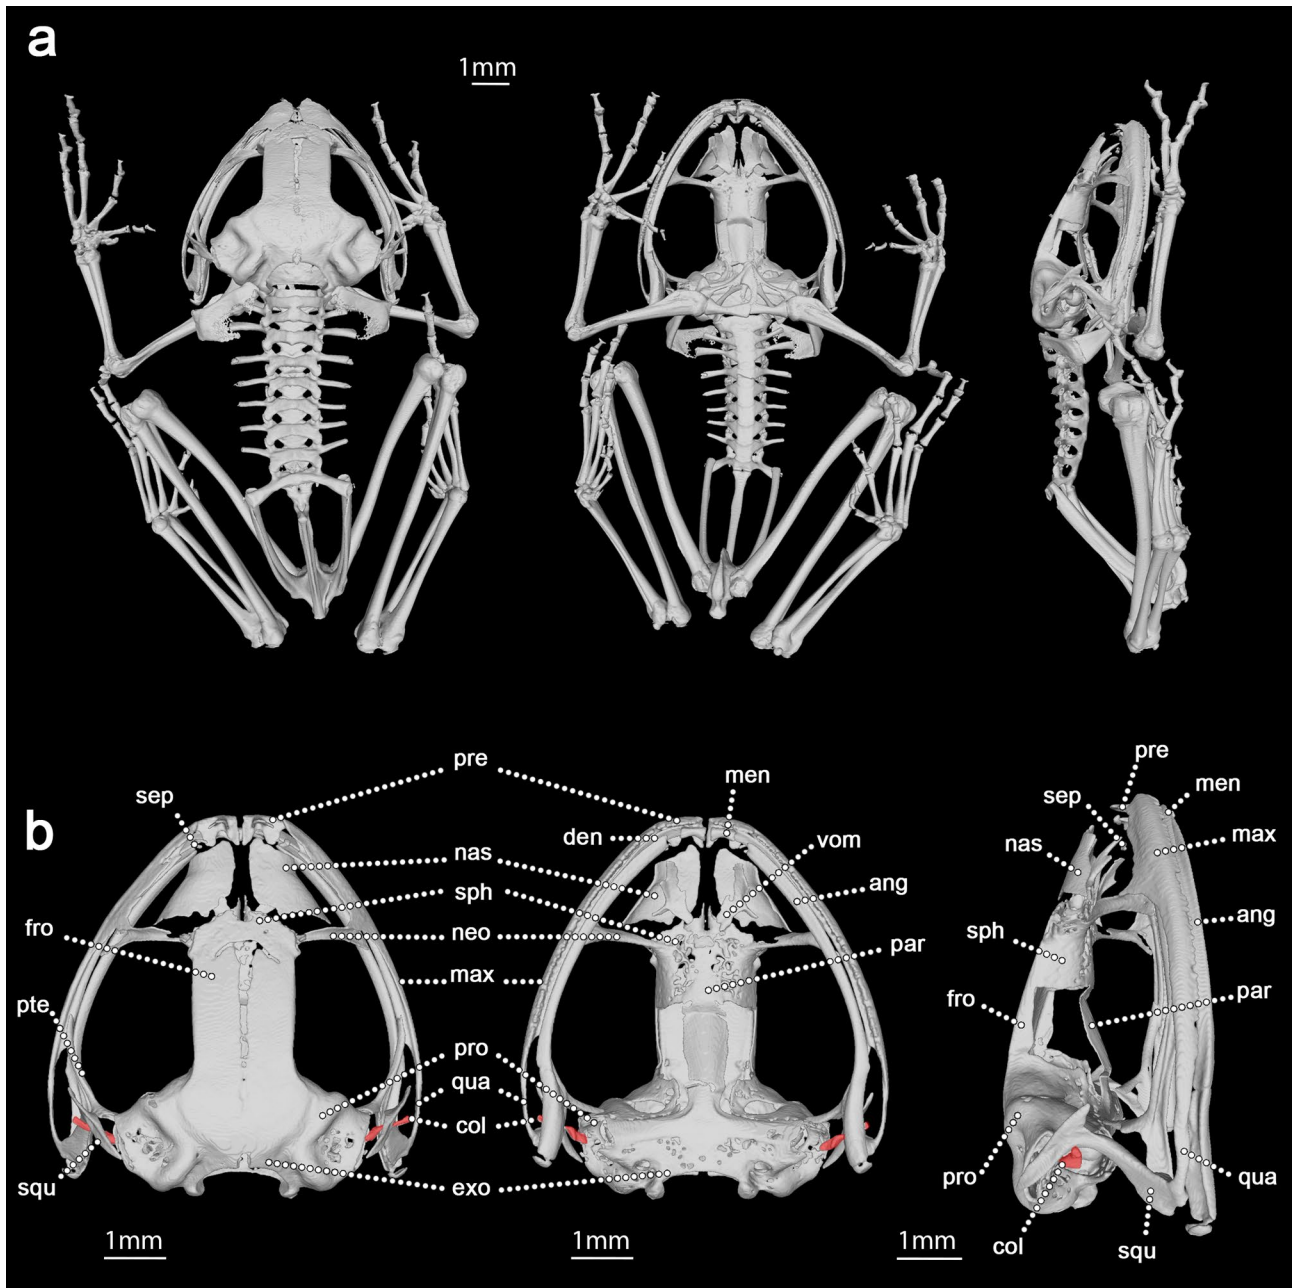 a
1mm
b
sep
fro
pte
squ
pre
nas
sph
neo
max
pro
qua
col
exo
men
den
vom
ang
par
pre
sep
men
nas
max
sph
ang
fro
par
pro
qua
col
squ
1mm
1mm
1mm